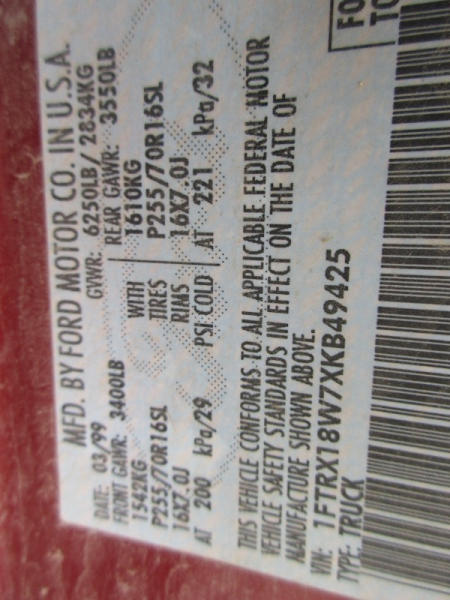 MFD. BY FORD MOTOR CO. IN U.S.A.
DATE: 03/99 GVWR: 6250LB/ 2834KG
FRONT GAWR: 3400LB REAR GAWR: 3550LB
1542KG WITH 1610KG
P255/70R16SL TIRES P255/70R16SL
16X7.0J RIMS 16X7.0J
AT 200 kPa/29 PSI COLD AT 221 kPa/32
THIS VEHICLE CONFORMS TO ALL APPLICABLE FEDERAL MOTOR
VEHICLE SAFETY STANDARDS IN EFFECT ON THE DATE OF
MANUFACTURE SHOWN ABOVE.
VIN: 1FTRX18W7XKB49425
TYPE: TRUCK
FO
TO